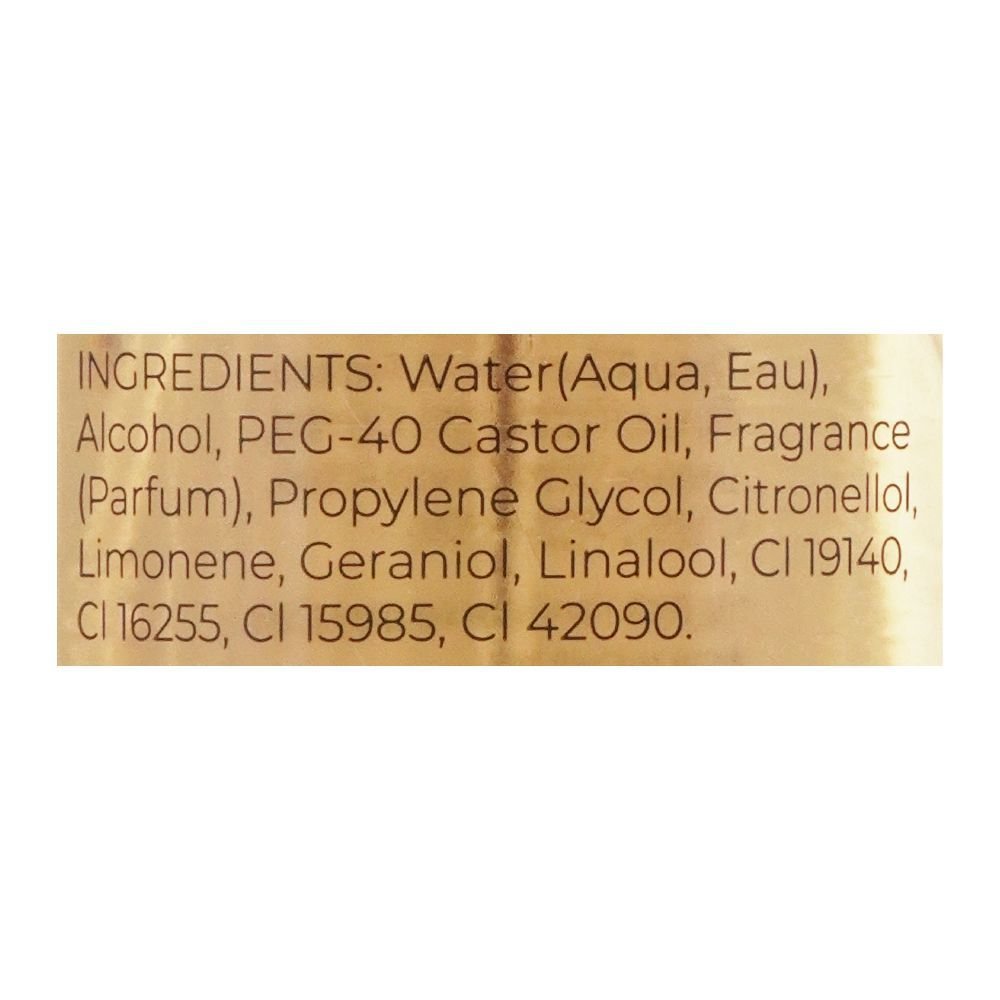 INGREDIENTS: Water(Aqua, Eau),
Alcohol, PEG-40 Castor Oil, Fragrance
(Parfum), Propylene Glycol, Citronellol,
Limonene, Geraniol, Linalool, CI 19140,
CI 16255, CI 15985, CI 42090.